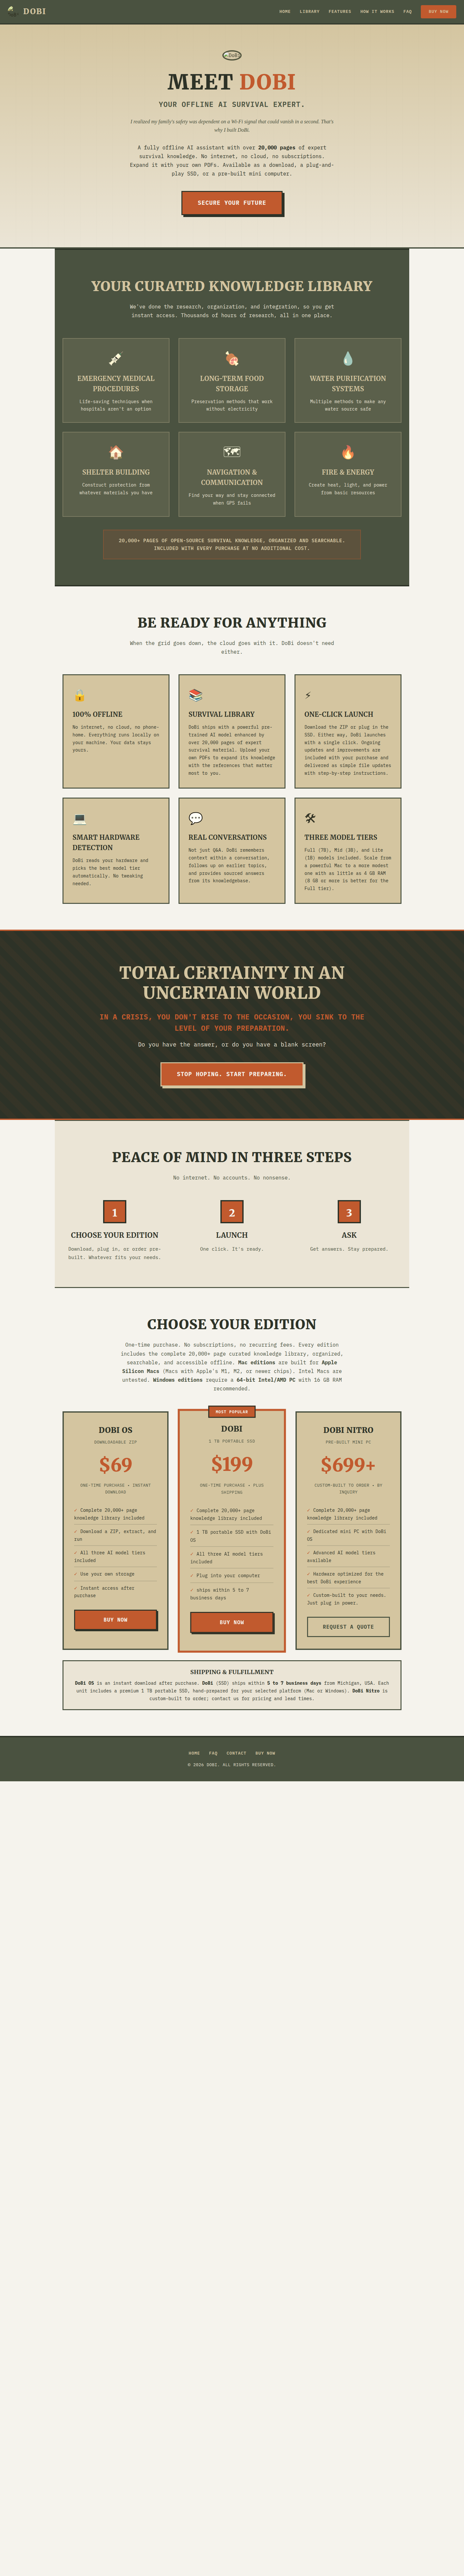 DOBI
HOME LIBRARY FEATURES HOW IT WORKS FAQ BUY NOW
DoBi
MEET DOBI
YOUR OFFLINE AI SURVIVAL EXPERT.
I realized my family's safety was dependent on a Wi-Fi signal that could vanish in a second. That's
why I built DoBi.
A fully offline AI assistant with over 20,000 pages of expert
survival knowledge. No internet, no cloud, no subscriptions.
Expand it with your own PDFs. Available as a download, a plug-and-
play SSD, or a pre-built mini computer.
SECURE YOUR FUTURE
YOUR CURATED KNOWLEDGE LIBRARY
We've done the research, organization, and integration, so you get
instant access. Thousands of hours of research, all in one place.
EMERGENCY MEDICAL
PROCEDURES
Life-saving techniques when
hospitals aren't an option
LONG-TERM FOOD
STORAGE
Preservation methods that work
without electricity
WATER PURIFICATION
SYSTEMS
Multiple methods to make any
water source safe
SHELTER BUILDING
Construct protection from
whatever materials you have
NAVIGATION &
COMMUNICATION
Find your way and stay connected
when GPS fails
FIRE & ENERGY
Create heat, light, and power
from basic resources
20,000+ PAGES OF OPEN-SOURCE SURVIVAL KNOWLEDGE, ORGANIZED AND SEARCHABLE.
INCLUDED WITH EVERY PURCHASE AT NO ADDITIONAL COST.
BE READY FOR ANYTHING
When the grid goes down, the cloud goes with it. DoBi doesn't need
either.
100% OFFLINE
No internet, no cloud, no phone-
home. Everything runs locally on
your machine. Your data stays
yours.
SURVIVAL LIBRARY
DoBi ships with a powerful pre-
trained AI model enhanced by
over 20,000 pages of expert
survival material. Upload your
own PDFs to expand its knowledge
with the references that matter
most to you.
ONE-CLICK LAUNCH
Download the ZIP or plug in the
SSD. Either way, DoBi launches
with a single click. Ongoing
updates and improvements are
included with your purchase and
delivered as simple file updates
with step-by-step instructions.
SMART HARDWARE
DETECTION
DoBi reads your hardware and
picks the best model tier
automatically. No tweaking
needed.
REAL CONVERSATIONS
Not just Q&A. DoBi remembers
context within a conversation,
follows up on earlier topics,
and provides sourced answers
from its knowledgebase.
THREE MODEL TIERS
Full (7B), Mid (3B), and Lite
(1B) models included. Scale from
a powerful Mac to a more modest
one with as little as 4 GB RAM
(8 GB or more is better for the
Full tier).
TOTAL CERTAINTY IN AN
UNCERTAIN WORLD
IN A CRISIS, YOU DON'T RISE TO THE OCCASION, YOU SINK TO THE
LEVEL OF YOUR PREPARATION.
Do you have the answer, or do you have a blank screen?
STOP HOPING. START PREPARING.
PEACE OF MIND IN THREE STEPS
No internet. No accounts. No nonsense.
1
CHOOSE YOUR EDITION
Download, plug in, or order pre-
built. Whatever fits your needs.
2
LAUNCH
One click. It's ready.
3
ASK
Get answers. Stay prepared.
CHOOSE YOUR EDITION
One-time purchase. No subscriptions, no recurring fees. Every edition
includes the complete 20,000+ page curated knowledge library, organized,
searchable, and accessible offline. Mac editions are built for Apple
Silicon Macs (Macs with Apple's M1, M2, or newer chips). Intel Macs are
untested. Windows editions require a 64-bit Intel/AMD PC with 16 GB RAM
recommended.
DOBI OS
DOWNLOADABLE ZIP
$69
ONE-TIME PURCHASE • INSTANT
DOWNLOAD
✓ Complete 20,000+ page
knowledge library included
✓ Download a ZIP, extract, and
run
✓ All three AI model tiers
included
✓ Use your own storage
✓ Instant access after
purchase
BUY NOW
MOST POPULAR
DOBI
1 TB PORTABLE SSD
$199
ONE-TIME PURCHASE • PLUS
SHIPPING
✓ Complete 20,000+ page
knowledge library included
✓ 1 TB portable SSD with DoBi
OS
✓ All three AI model tiers
included
✓ Plug into your computer
✓ ships within 5 to 7
business days
BUY NOW
DOBI NITRO
PRE-BUILT MINI PC
$699+
CUSTOM-BUILT TO ORDER • BY
INQUIRY
✓ Complete 20,000+ page
knowledge library included
✓ Dedicated mini PC with DoBi
OS
✓ Advanced AI model tiers
available
✓ Hardware optimized for the
best DoBi experience
✓ Custom-built to your needs.
Just plug in power.
REQUEST A QUOTE
SHIPPING & FULFILLMENT
DoBi OS is an instant download after purchase. DoBi (SSD) ships within 5 to 7 business days from Michigan, USA. Each
unit includes a premium 1 TB portable SSD, hand-prepared for your selected platform (Mac or Windows). DoBi Nitro is
custom-built to order; contact us for pricing and lead times.
HOME FAQ CONTACT BUY NOW
© 2026 DOBI. ALL RIGHTS RESERVED.